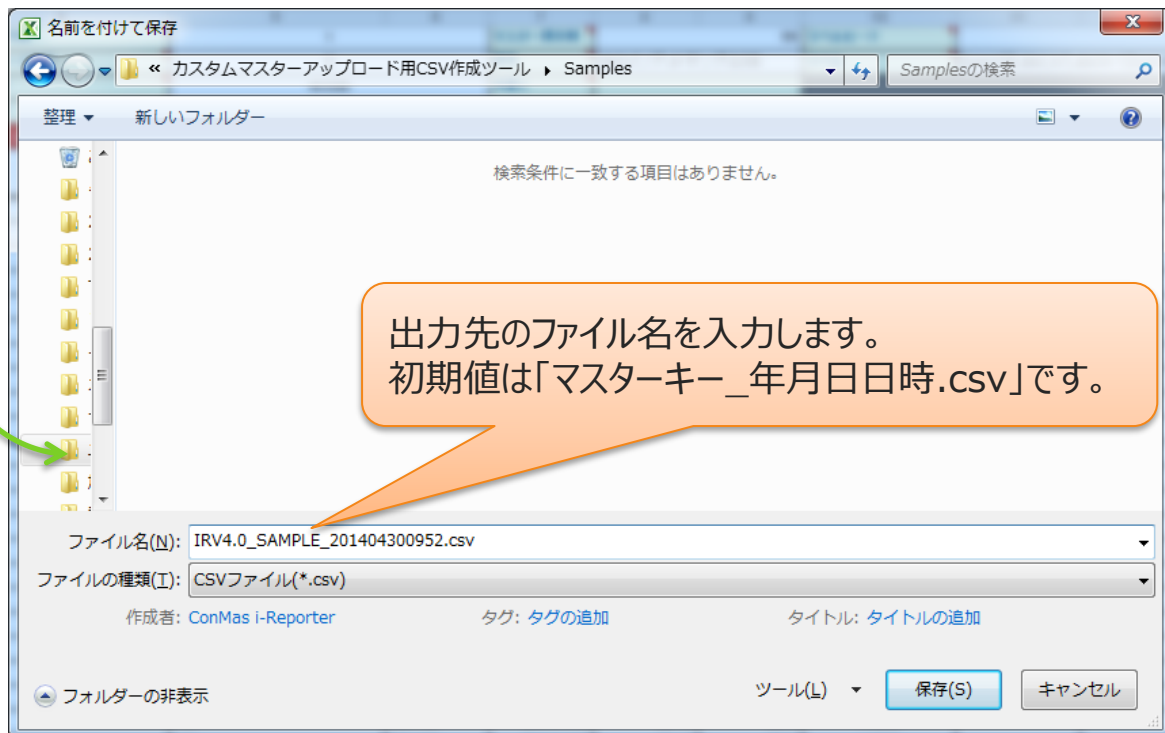 名前を付けて保存
« カスタムマスターアップロード用CSV作成ツール ▸ Samples
Samplesの検索
整理 ▼ 新しいフォルダー
検索条件に一致する項目はありません。
出力先のファイル名を入力します。
初期値は「マスターキー_年月日日時.csv」です。
ファイル名(N): IRV4.0_SAMPLE_201404300952.csv
ファイルの種類(T): CSVファイル(*.csv)
作成者: ConMas i-Reporter タグ: タグの追加 タイトル: タイトルの追加
フォルダーの非表示 ツール(L) ▼ 保存(S) キャンセル